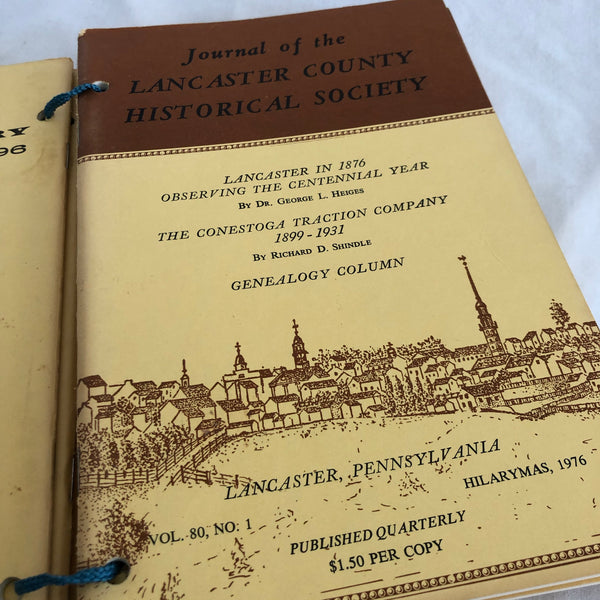 RY
96
Journal of the
LANCASTER COUNTY
HISTORICAL SOCIETY
LANCASTER IN 1876
OBSERVING THE CENTENNIAL YEAR
BY DR. GEORGE L. HEIGES
THE CONESTOGA TRACTION COMPANY
1899-1931
BY RICHARD D. SHINDLE
GENEALOGY COLUMN
LANCASTER, PENNSYLVANIA
VOL. 80, NO. 1
HILARYMAS, 1976
PUBLISHED QUARTERLY
$1.50 PER COPY